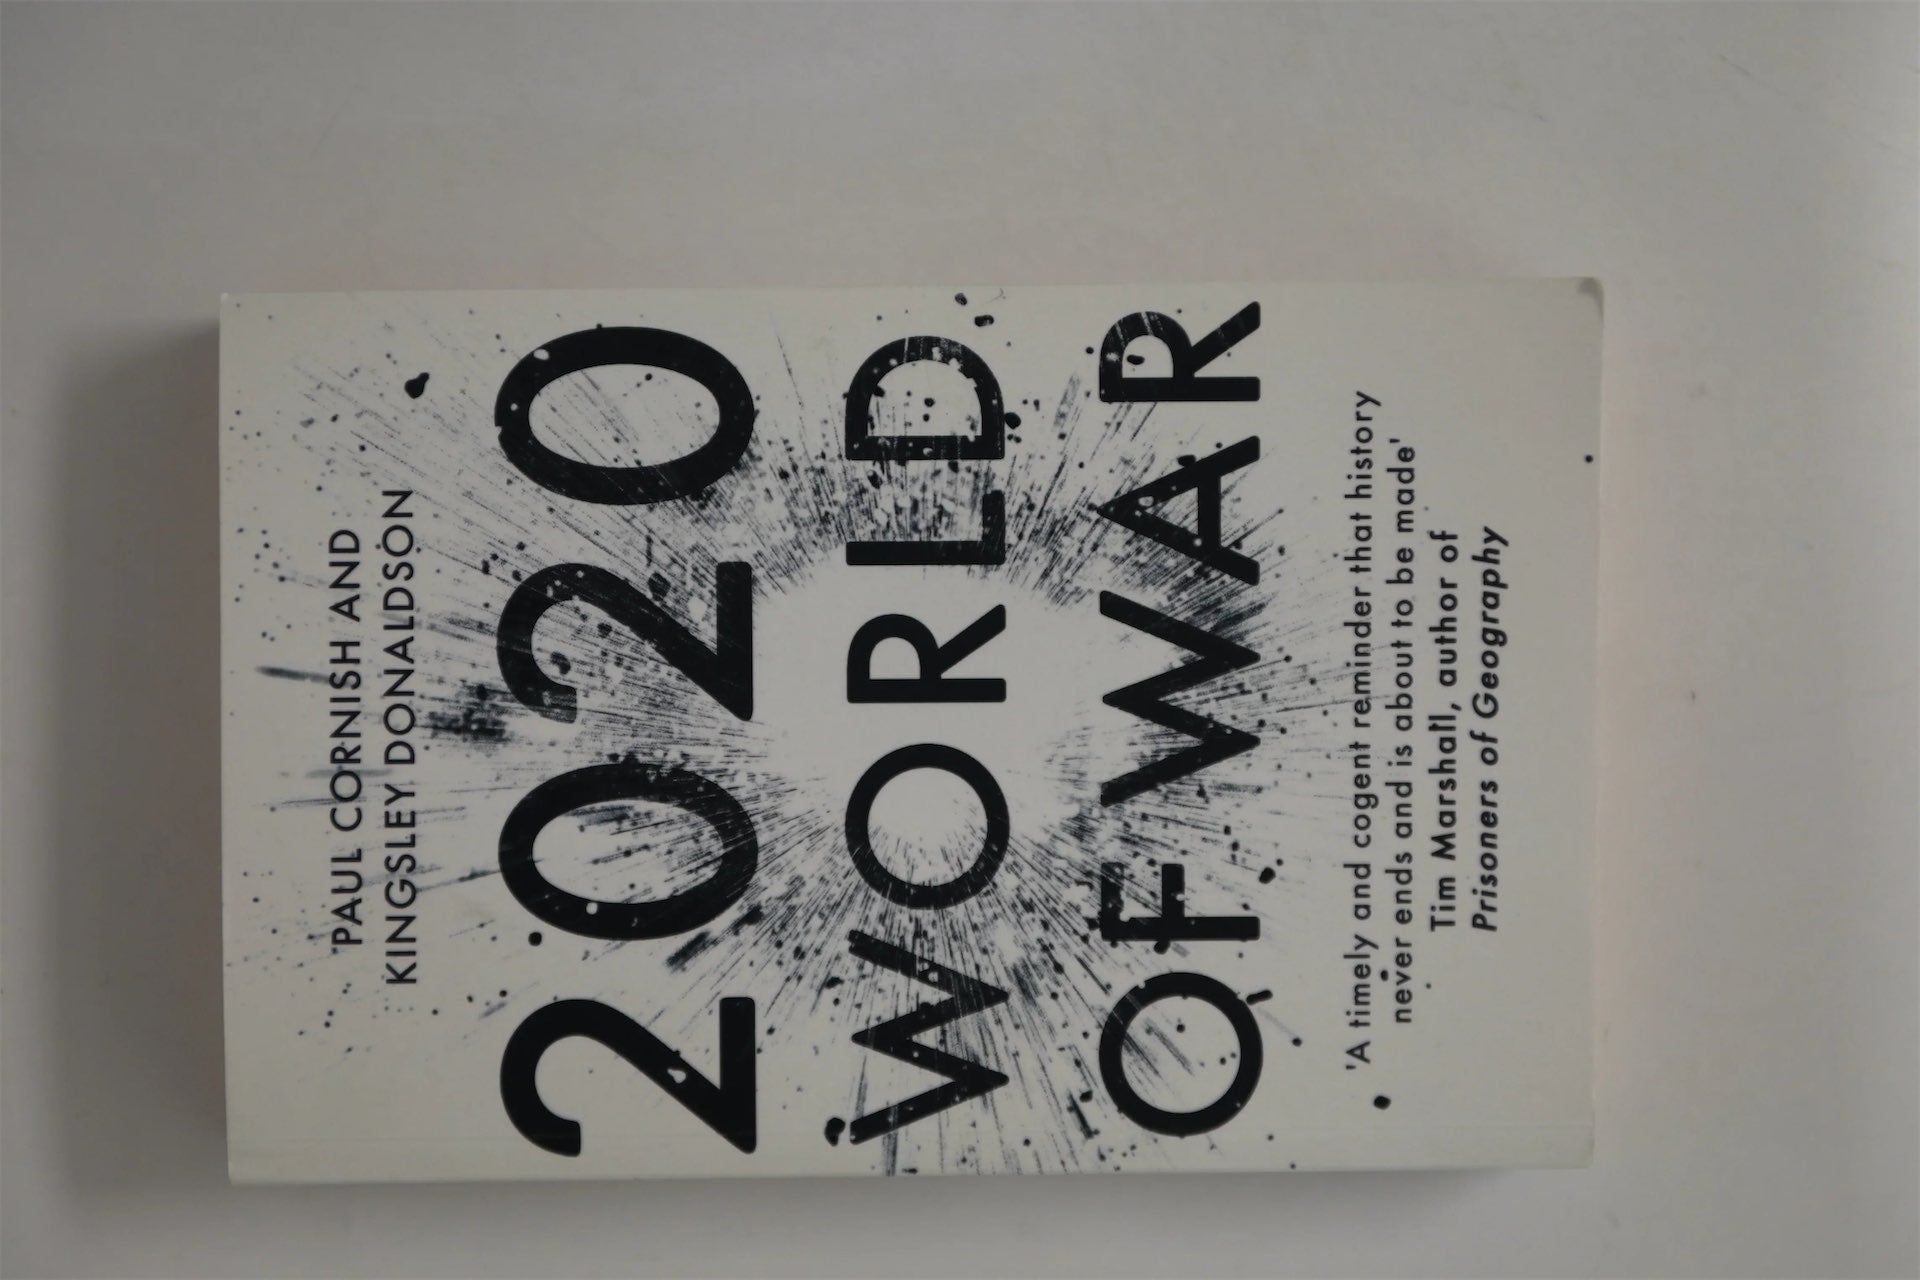 PAUL CORNISH AND
KINGSLEY DONALDSON
2020
WORLD
OF WAR
'A timely and cogent reminder that history
never ends and is about to be made'
Tim Marshall, author of
Prisoners of Geography